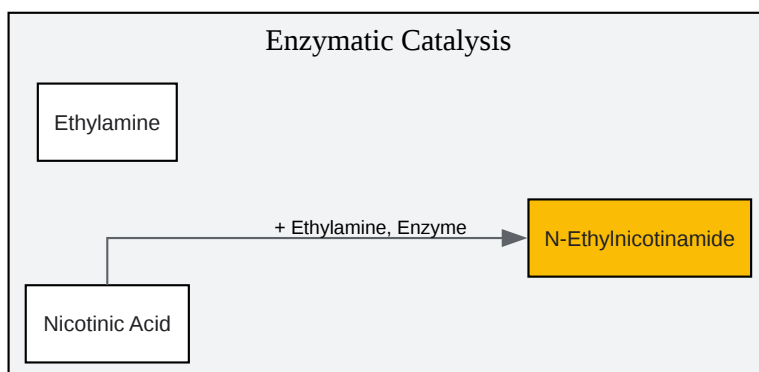 Enzymatic Catalysis
Ethylamine
+ Ethylamine, Enzyme
N-Ethylnicotinamide
Nicotinic Acid